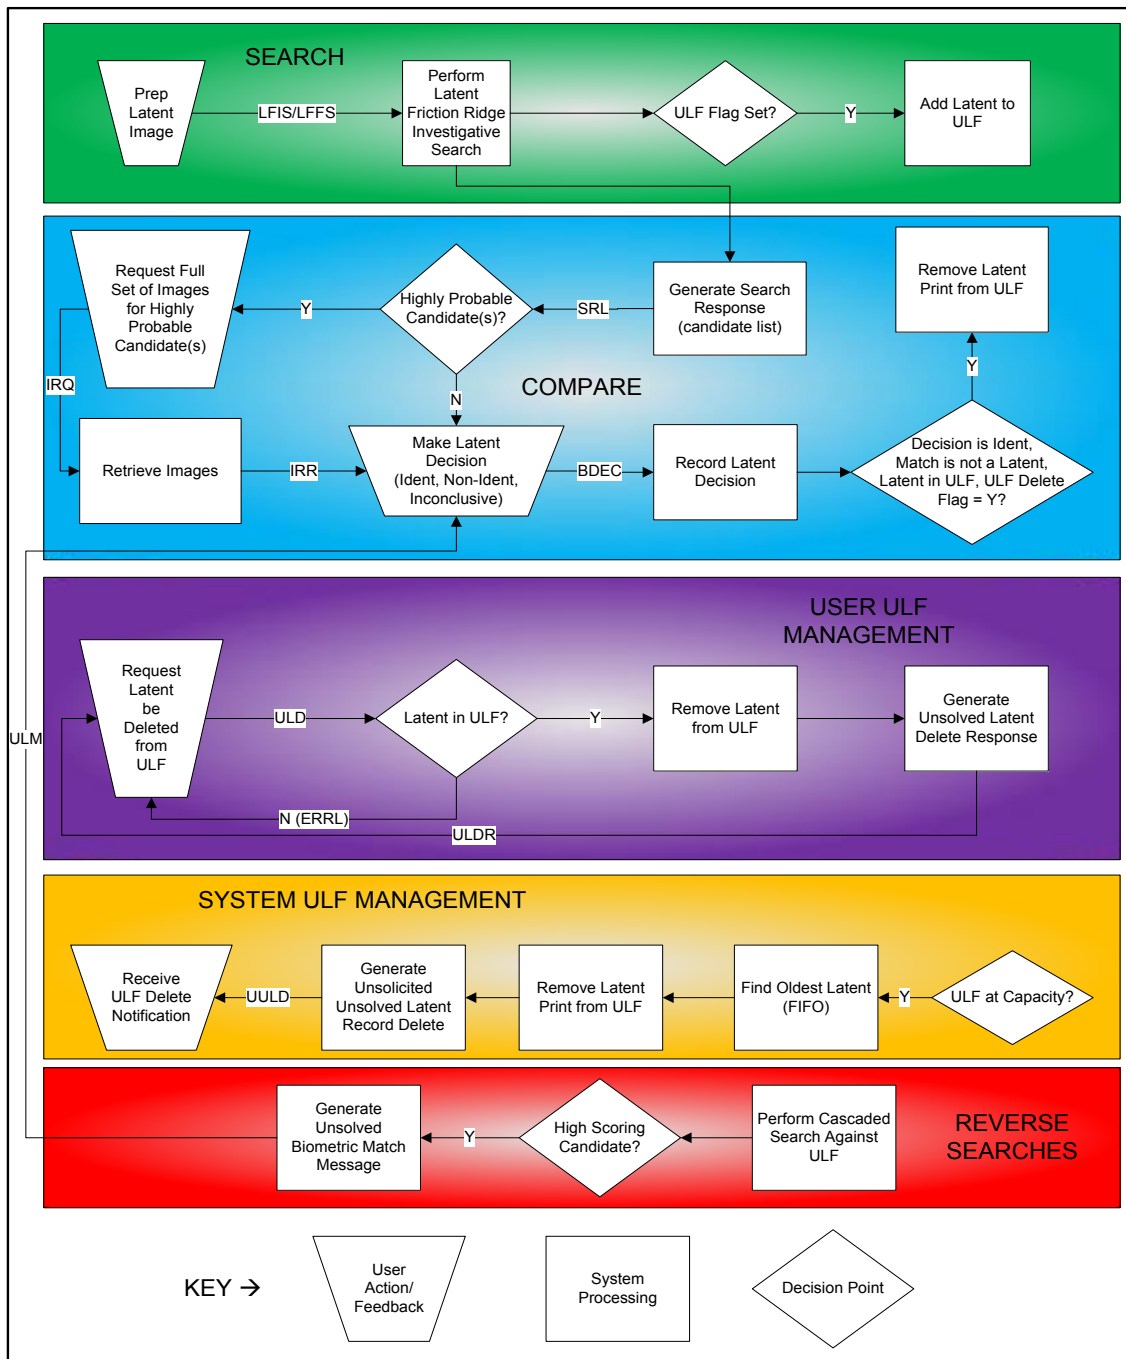 SEARCH
Prep
Latent
Image
LFIS/LFFS
Perform
Latent
Friction Ridge
Investigative
Search
ULF Flag Set?
Y
Add Latent to
ULF
Request Full
Set of Images
for Highly
Probable
Candidate(s)
Y
Highly Probable
Candidate(s)?
SRL
Generate Search
Response
(candidate list)
Remove Latent
Print from ULF
IRQ
N
COMPARE
Y
Retrieve Images
IRR
Make Latent
Decision
(Ident, Non-Ident,
Inconclusive)
BDEC
Record Latent
Decision
Decision is Ident,
Match is not a Latent,
Latent in ULF, ULF Delete
Flag = Y?
USER ULF
MANAGEMENT
Request
Latent
be
Deleted
from
ULF
ULD
Latent in ULF?
Y
Remove Latent
from ULF
Generate
Unsolved Latent
Delete Response
ULM
N (ERRL)
ULDR
SYSTEM ULF MANAGEMENT
Receive
ULF Delete
Notification
UULD
Generate
Unsolicited
Unsolved Latent
Record Delete
Remove Latent
Print from ULF
Find Oldest Latent
(FIFO)
Y
ULF at Capacity?
Generate
Unsolved
Biometric Match
Message
Y
High Scoring
Candidate?
Perform Cascaded
Search Against
ULF
REVERSE
SEARCHES
KEY →
User
Action/
Feedback
System
Processing
Decision Point